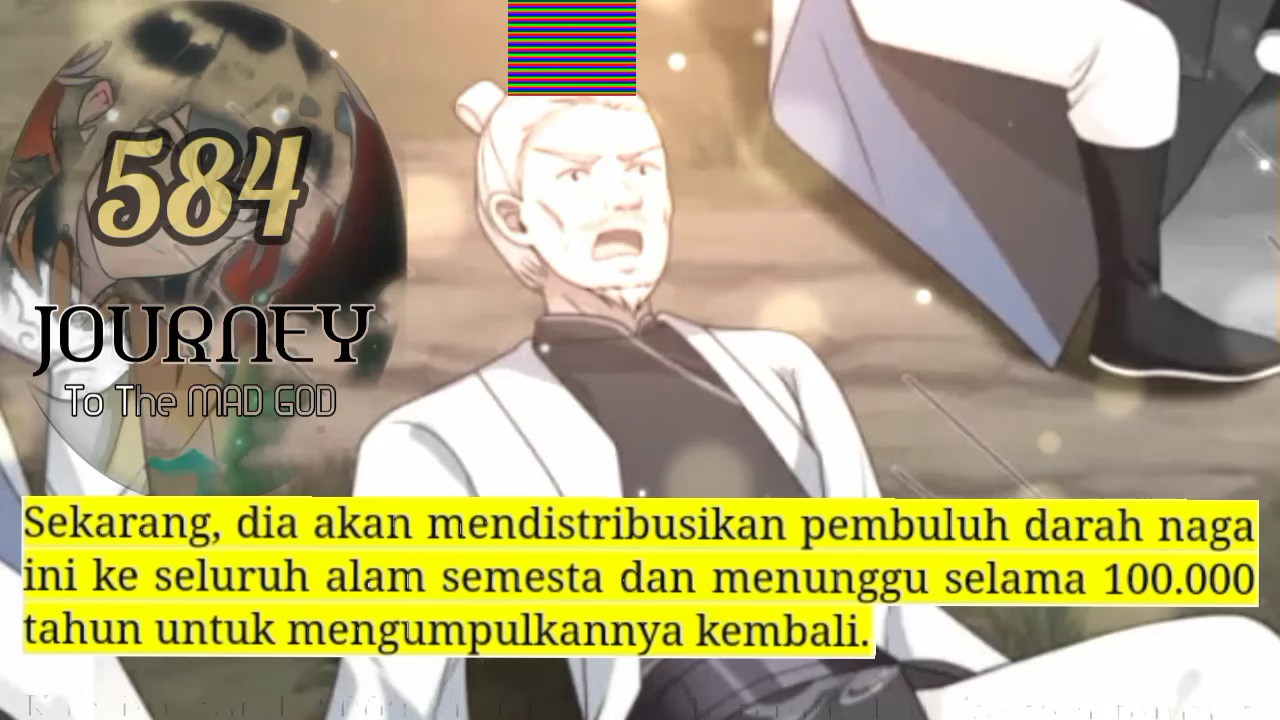 584
JOURNEY
To The MAD GOD
Sekarang, dia akan mendistribusikan pembuluh darah naga
ini ke seluruh alam semesta dan menunggu selama 100.000
tahun untuk mengumpulkannya kembali.